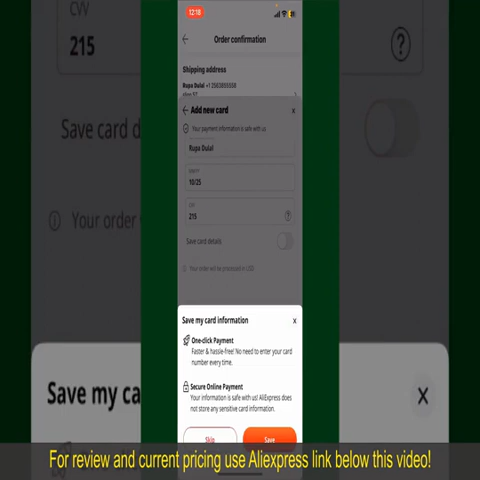 CVV
215
Save card d
Your order
Save my ca
12:16
Order confirmation
Shipping address
Rupa Dulal
Add new card
Your payment information is safe with us
Rupa Dulal
10/25
CVV
215
Save card details
Your order will be processed in USD
Save my card information
One-click Payment
Faster & hassle-free! No need to enter your card
number every time.
Secure Online Payment
Your information is safe with us! AliExpress does
not store any sensitive card information.
Skip
Save
For review and current pricing use Aliexpress link below this video!